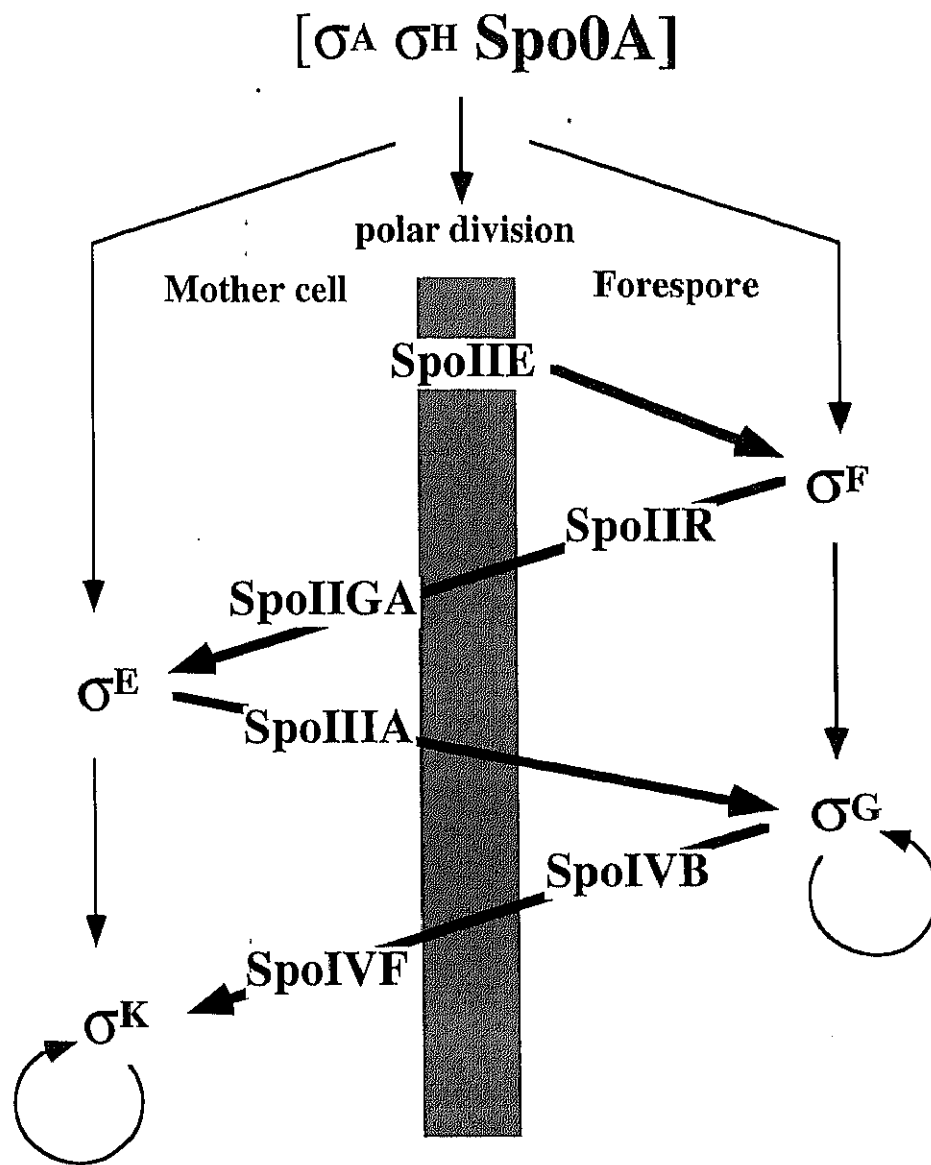 [σA σH Spo0A]
polar division
Mother cell
Forespore
SpoIIE
σF
SpoIIR
SpoIIGA
σE
SpoIIIA
σG
SpoIVB
SpoIVF
σK